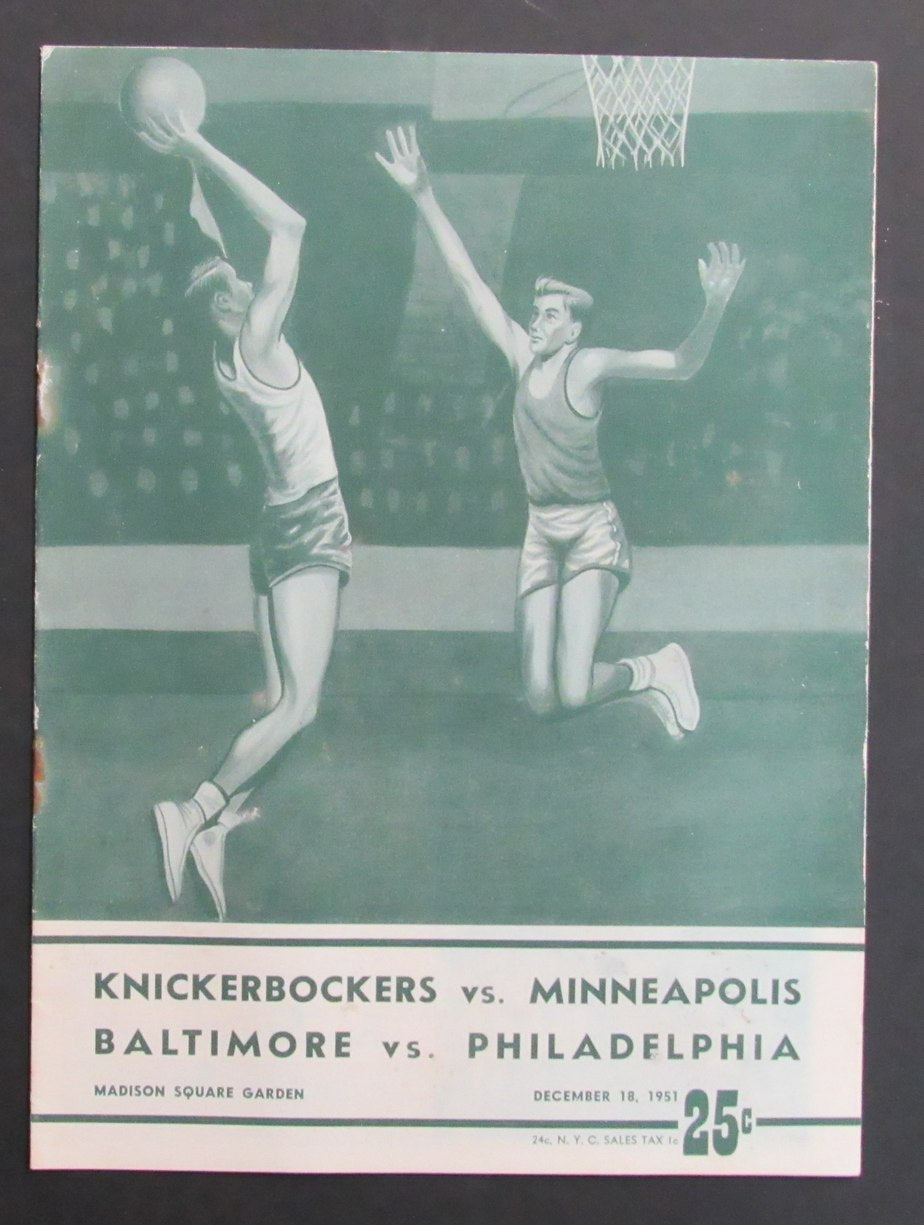 KNICKERBOCKERS vs. MINNEAPOLIS
BALTIMORE vs. PHILADELPHIA
MADISON SQUARE GARDEN DECEMBER 18, 1951 25c
24c, N. Y. C. SALES TAX 1c